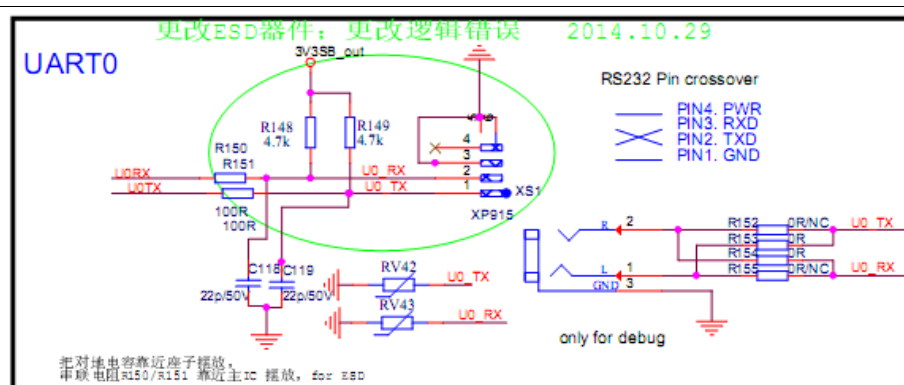 更改ESD器件；更改逻辑错误 2014.10.29
UART0
3V3SB_out
RS232 Pin crossover
PIN4. PWR
PIN3. RXD
PIN2. TXD
PIN1. GND
R148
4.7k
R149
4.7k
4
3
2
1
R150
R151
U0RX
U0TX
U0_RX
U0_TX
100R
100R
XS1
XP915
C118
22p/50V
C119
22p/50V
RV42
U0_TX
RV43
U0_RX
R
2
L
1
GND
3
R152
0R/NC
R153
0R
R154
0R
R155
0R/NC
U0_TX
U0_RX
only for debug
把对地电容靠近座子摆放，
串联电阻R150/R151 靠近主IC 摆放，for ESD